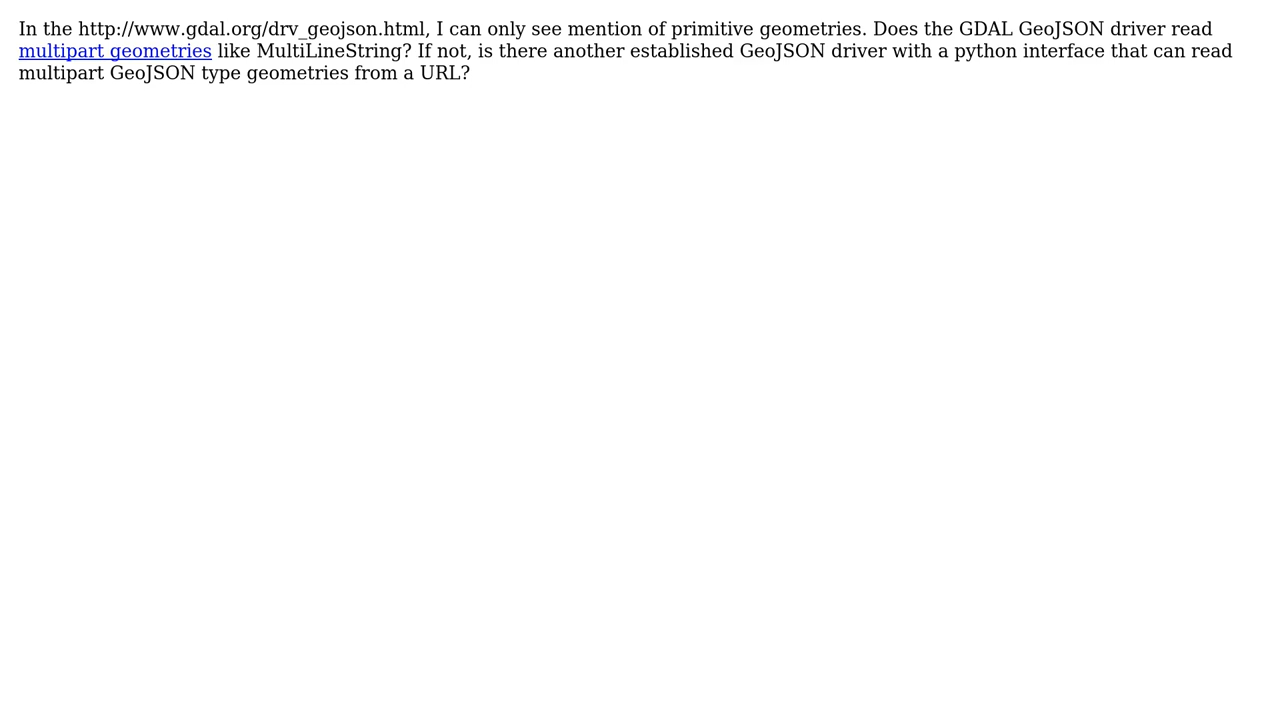 In the http://www.gdal.org/drv_geojson.html, I can only see mention of primitive geometries. Does the GDAL GeoJSON driver read
multipart geometries like MultiLineString? If not, is there another established GeoJSON driver with a python interface that can read
multipart GeoJSON type geometries from a URL?